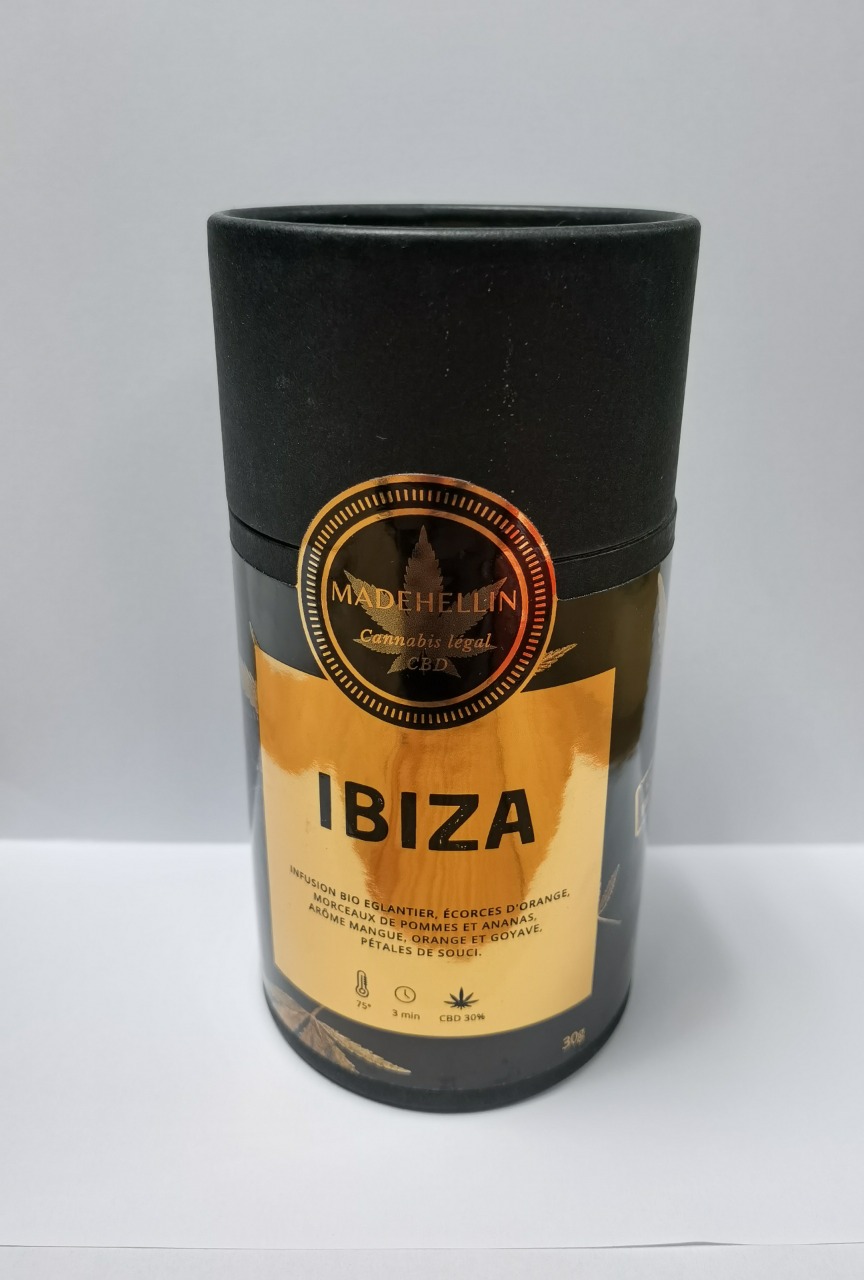 MADEHELLIN
Cannabis légal
CBD
IBIZA
INFUSION BIO EGLANTIER, ÉCORCES D'ORANGE,
MORCEAUX DE POMMES ET ANANAS,
ARÔME MANGUE, ORANGE ET GOYAVE,
PÉTALES DE SOUCI.
75°
3 min
CBD 30%
30g